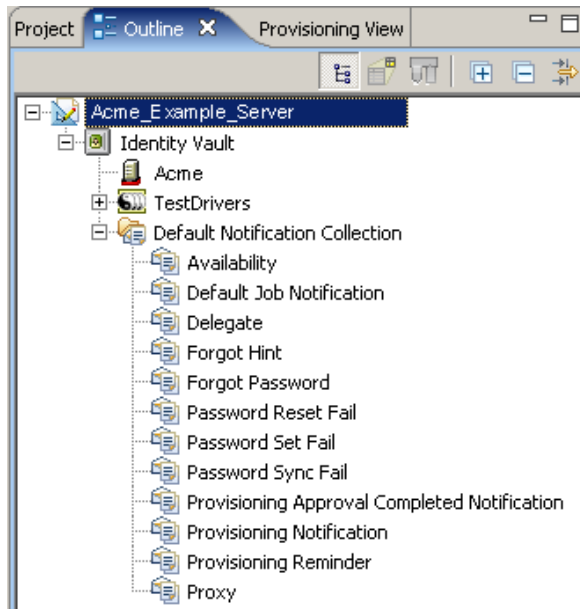 Project Outline Provisioning View
Acme_Example_Server
Identity Vault
Acme
TestDrivers
Default Notification Collection
Availability
Default Job Notification
Delegate
Forgot Hint
Forgot Password
Password Reset Fail
Password Set Fail
Password Sync Fail
Provisioning Approval Completed Notification
Provisioning Notification
Provisioning Reminder
Proxy